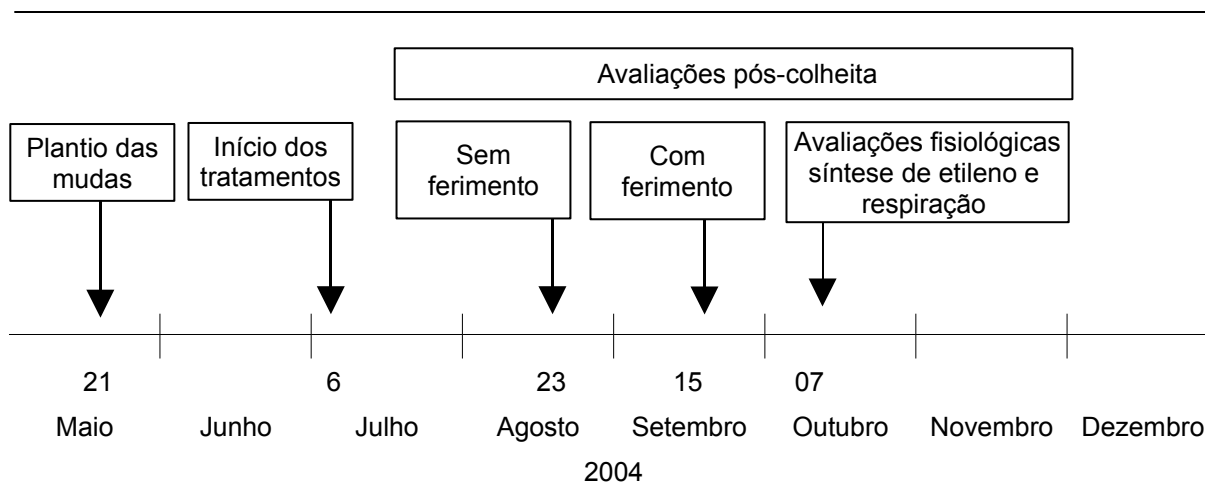 Avaliações pós-colheita
Plantio das
mudas
Início dos
tratamentos
Sem
ferimento
Com
ferimento
Avaliações fisiológicas
síntese de etileno e
respiração
21
6
23
15
07
Maio
Junho
Julho
Agosto
Setembro
Outubro
Novembro
Dezembro
2004